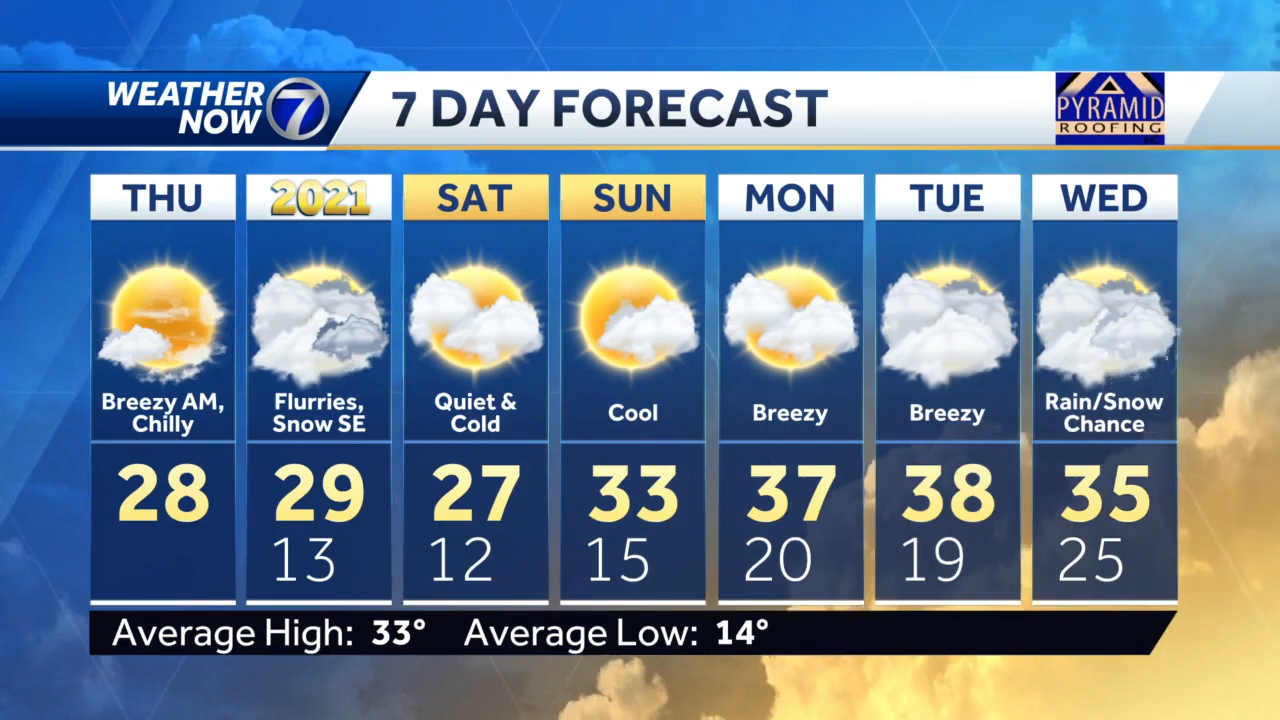 WEATHER
NOW 7
7 DAY FORECAST
PYRAMID
ROOFING
THU 2021 SAT SUN MON TUE WED
Breezy AM,
Chilly
Flurries,
Snow SE
Quiet &
Cold
Cool
Breezy
Breezy
Rain/Snow
Chance
28 29 27 33 37 38 35
13 12 15 20 19 25
Average High: 33° Average Low: 14°